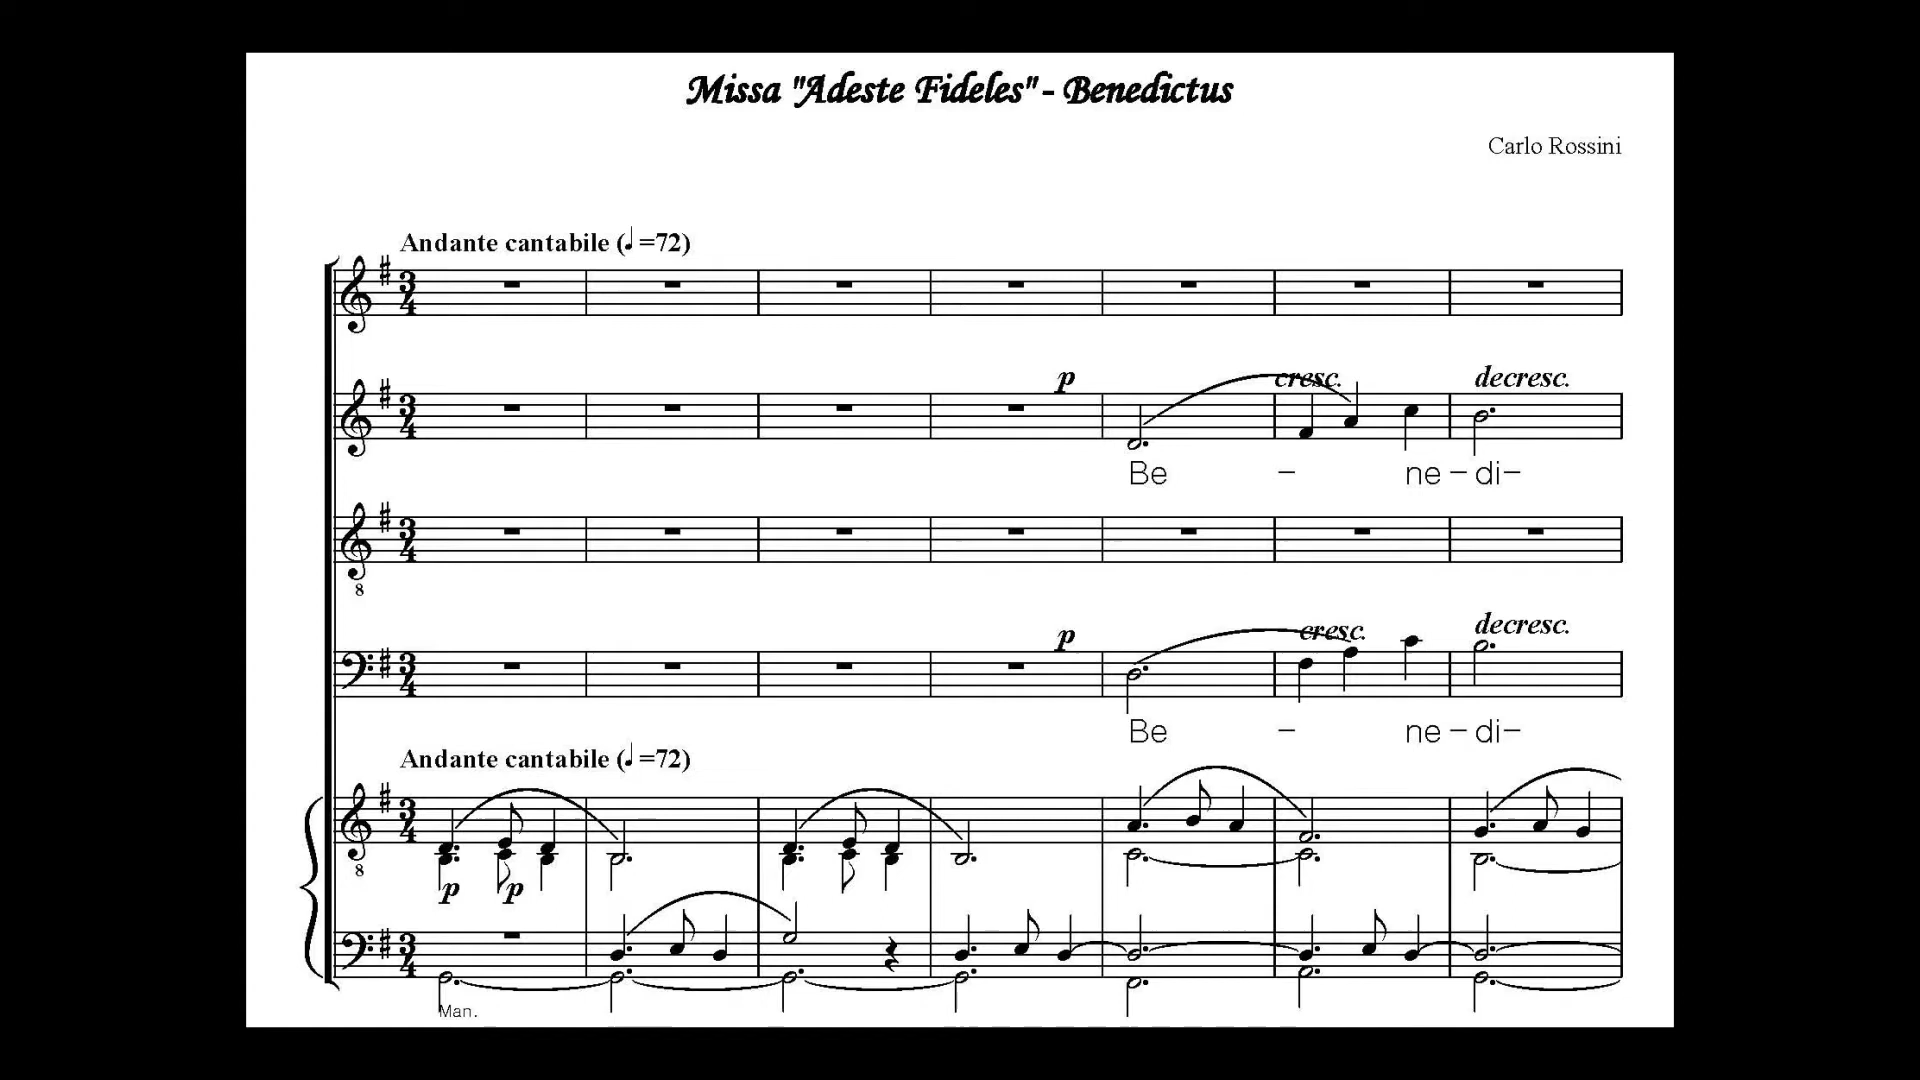 Missa "Adeste Fideles" - Benedictus
Carlo Rossini
Andante cantabile (♩=72)
p cresc. decresc.
Be - ne - di-
8
p cresc. decresc.
Be - ne - di-
Andante cantabile (♩=72)
8
p p
Man.